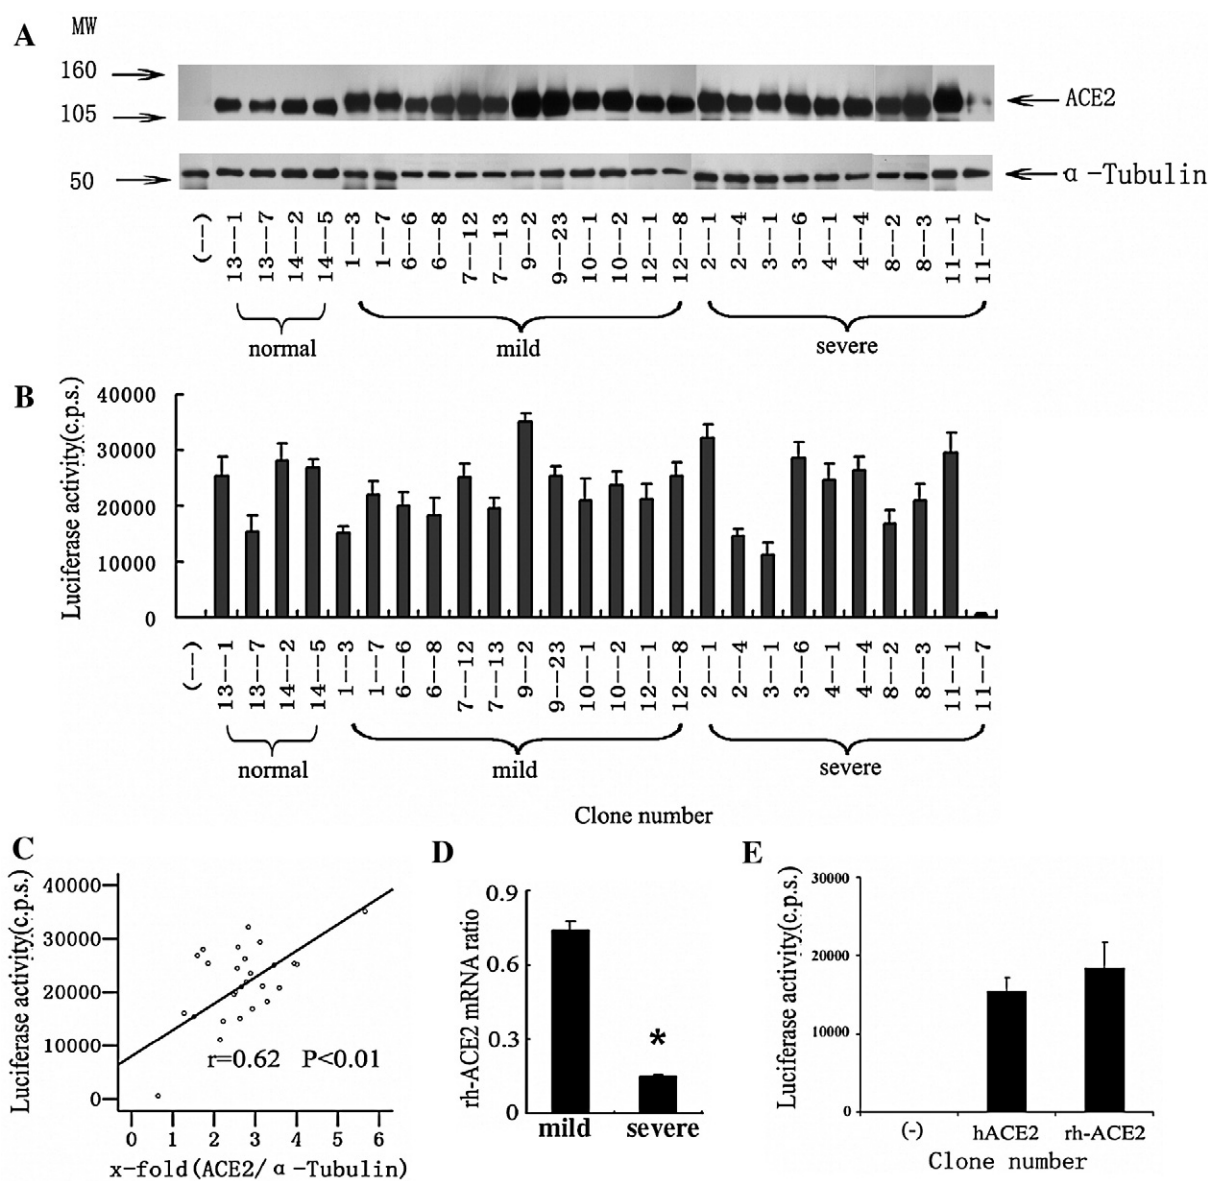 A
MW
160
105
ACE2
50
α-Tubulin
(--) 13--1 13--7 14--2 14--5 1--3 1--7 6--6 6--8 7--12 7--13 9--2 9--23 10--1 10--2 12--1 12--8 2--1 2--4 3--1 3--6 4--1 4--4 8--2 8--3 11--1 11--7
normal mild severe
B
Luciferase activity(c.p.s.)
40000
30000
20000
10000
0
(--) 13--1 13--7 14--2 14--5 1--3 1--7 6--6 6--8 7--12 7--13 9--2 9--23 10--1 10--2 12--1 12--8 2--1 2--4 3--1 3--6 4--1 4--4 8--2 8--3 11--1 11--7
normal mild severe
Clone number
C
Luciferase activity(c.p.s.)
40000
30000
20000
10000
0
r=0.62 P<0.01
0 1 2 3 4 5 6
x-fold(ACE2/α-Tubulin)
D
rh-ACE2 mRNA ratio
0.9
0.6
0.3
0
*
mild severe
E
Luciferase activity(c.p.s.)
30000
20000
10000
0
(-) hACE2 rh-ACE2
Clone number